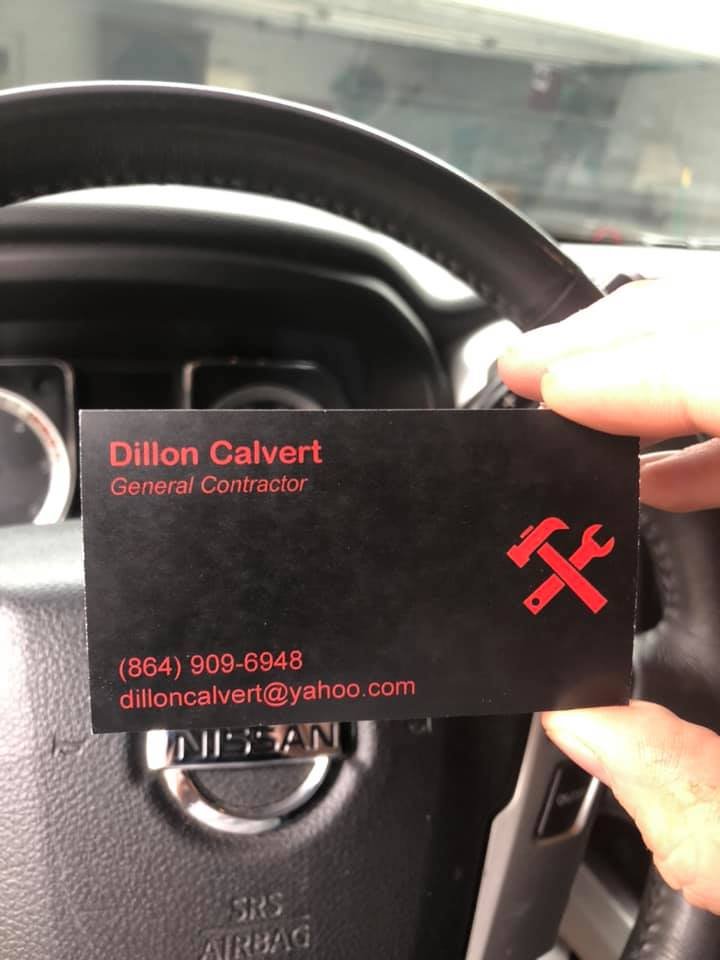 Dillon Calvert
General Contractor
(864) 909-6948
dilloncalvert@yahoo.com
NISSAN
SRS
AIRBAG